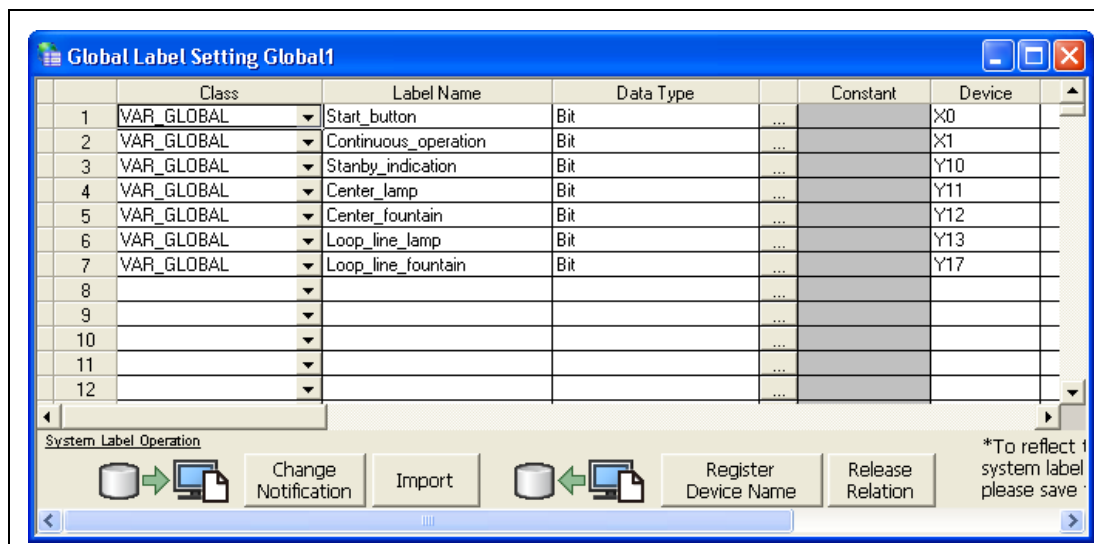 Global Label Setting Global1
Class Label Name Data Type Constant Device
1 VAR_GLOBAL Start_button Bit ... X0
2 VAR_GLOBAL Continuous_operation Bit ... X1
3 VAR_GLOBAL Stanby_indication Bit ... Y10
4 VAR_GLOBAL Center_lamp Bit ... Y11
5 VAR_GLOBAL Center_fountain Bit ... Y12
6 VAR_GLOBAL Loop_line_lamp Bit ... Y13
7 VAR_GLOBAL Loop_line_fountain Bit ... Y17
8 ...
9 ...
10 ...
11 ...
12 ...
System Label Operation
Change
Notification
Import
Register
Device Name
Release
Relation
*To reflect
system label
please save